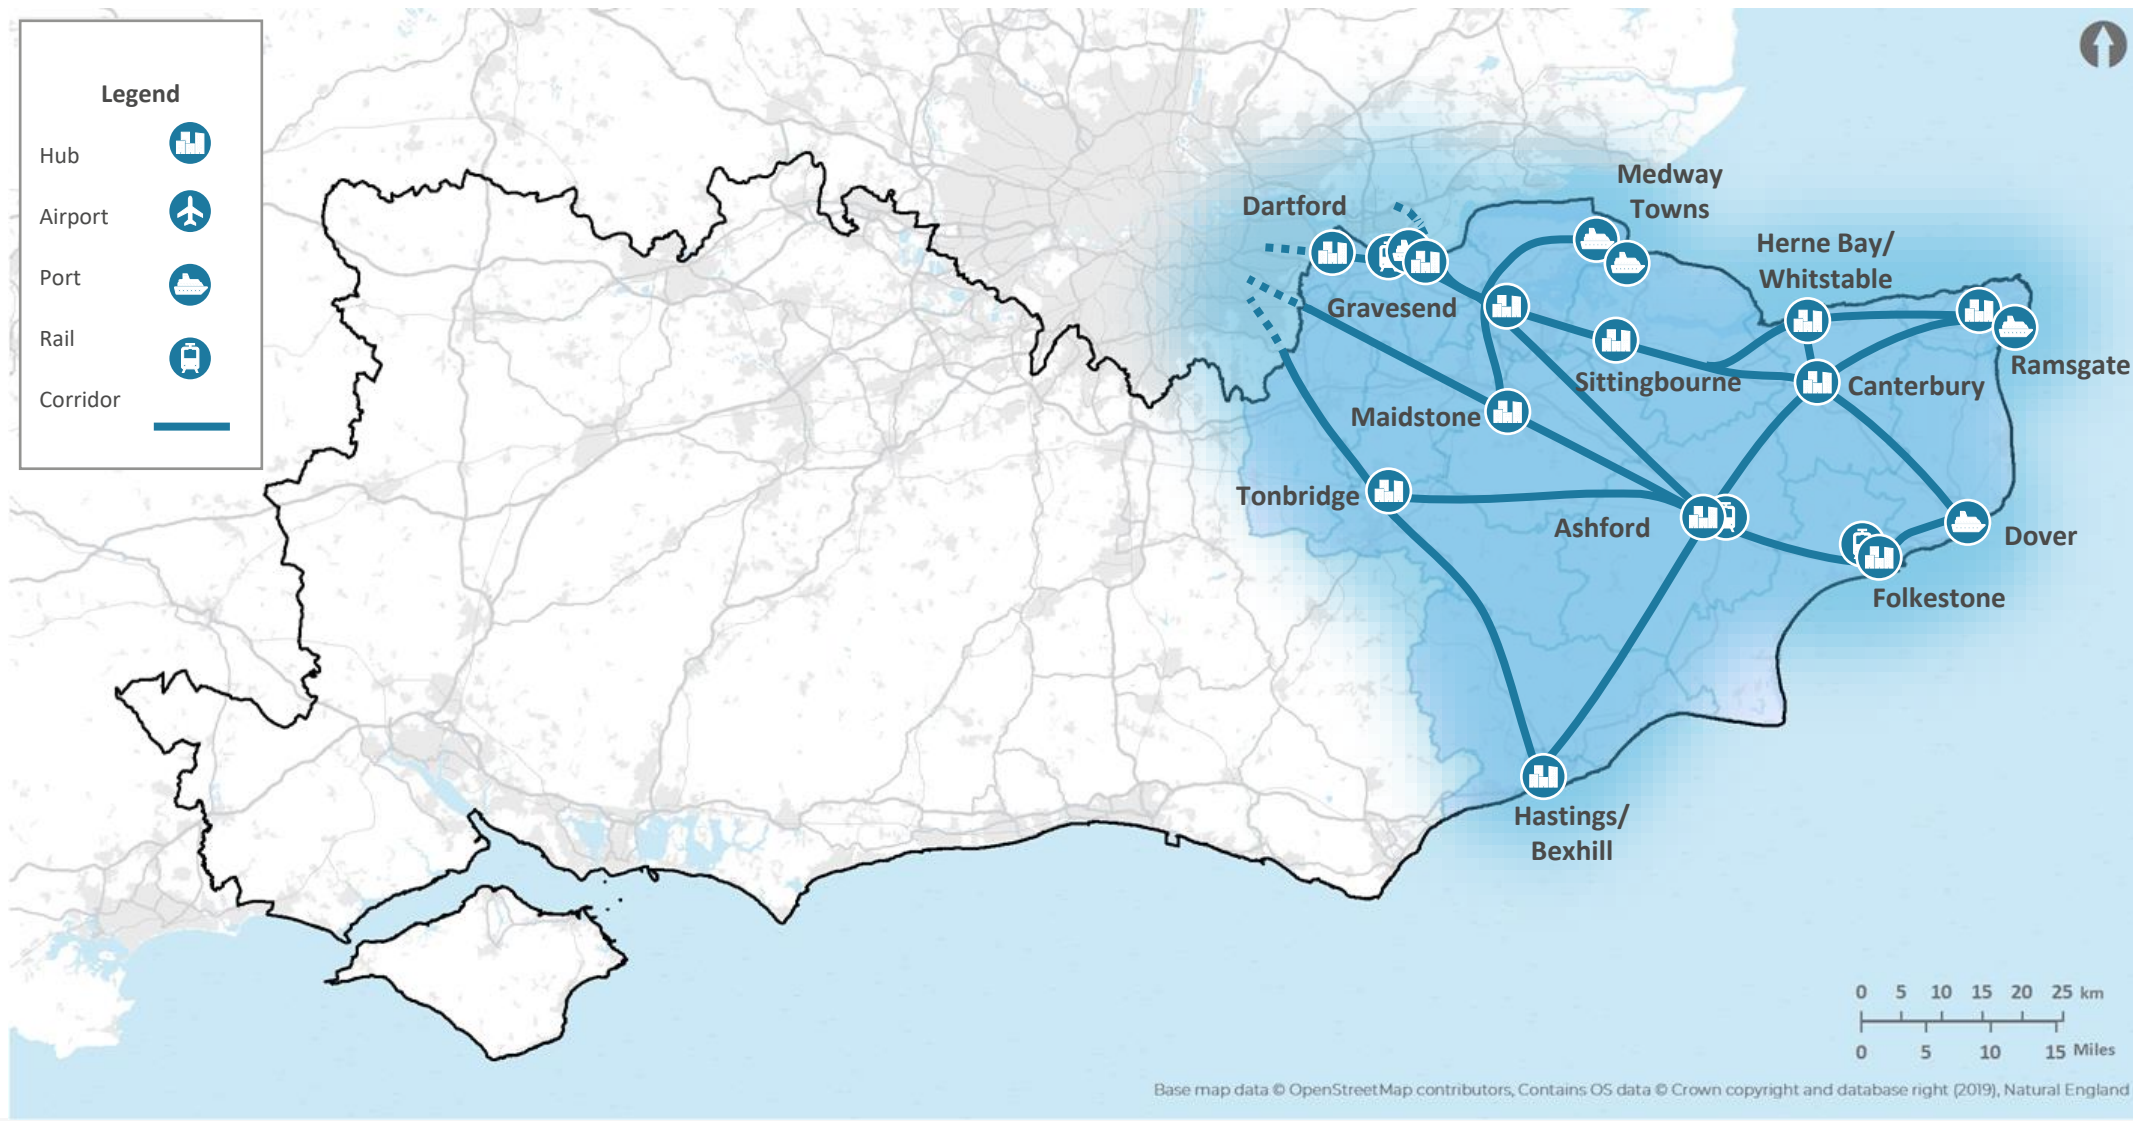 Legend
Hub
Airport
Port
Rail
Corridor
Medway
Towns
Dartford
Herne Bay/
Whitstable
Gravesend
Ramsgate
Sittingbourne
Canterbury
Maidstone
Tonbridge
Ashford
Dover
Folkestone
Hastings/
Bexhill
0 5 10 15 20 25 km
0 5 10 15 Miles
Base map data © OpenStreetMap contributors, Contains OS data © Crown copyright and database right (2019), Natural England